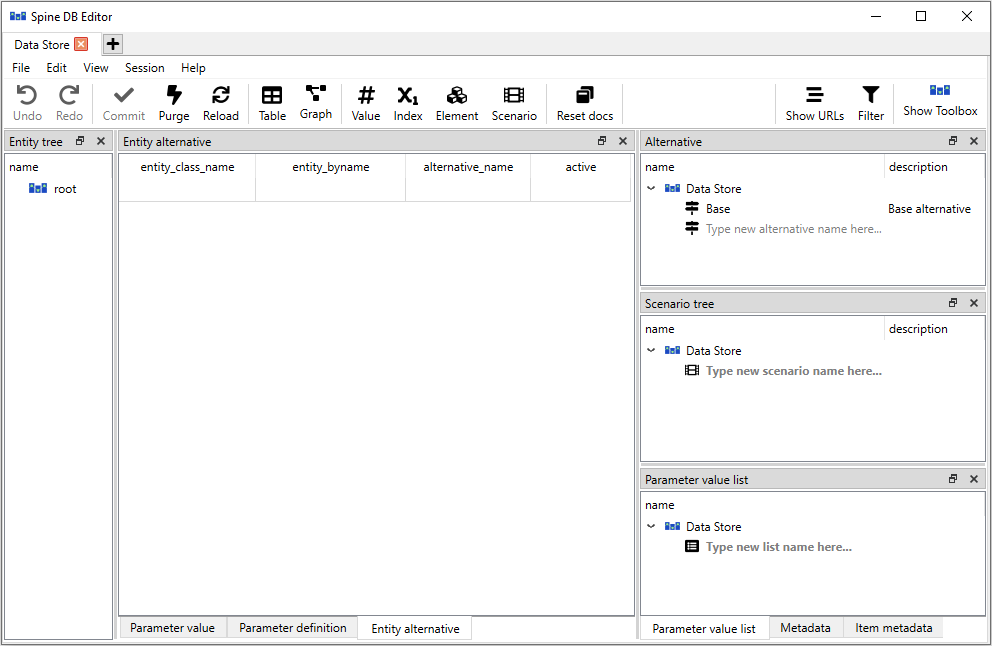 Spine DB Editor
Data Store
File Edit View Session Help
Undo Redo Commit Purge Reload Table Graph Value Index Element Scenario Reset docs Show URLs Filter Show Toolbox
Entity tree
name
root
Entity alternative
entity_class_name entity_byname alternative_name active
Parameter value Parameter definition Entity alternative
Alternative
name description
Data Store
Base Base alternative
Type new alternative name here...
Scenario tree
name description
Data Store
Type new scenario name here...
Parameter value list
name
Data Store
Type new list name here...
Parameter value list Metadata Item metadata